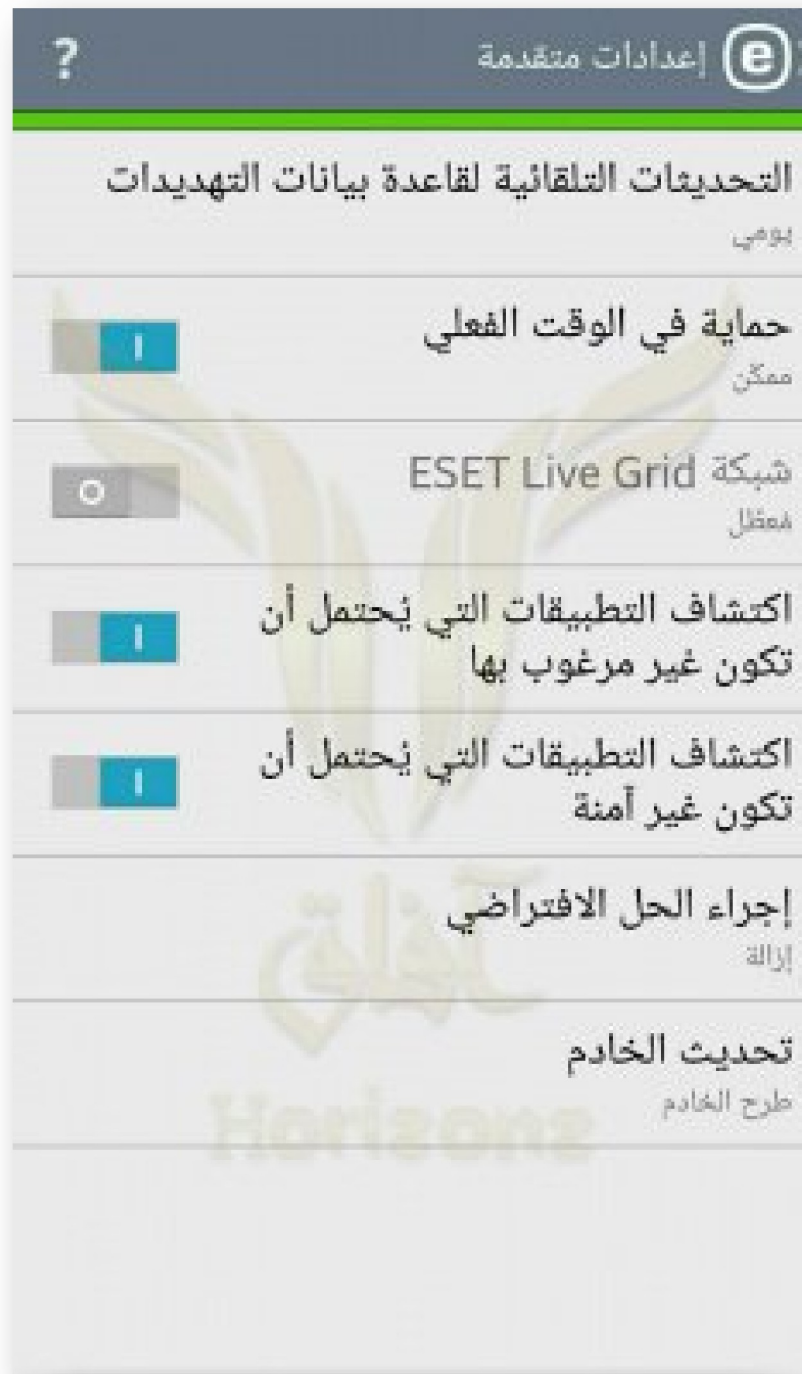 إعدادات متقدمة
?
التحديثات التلقائية لقاعدة بيانات التهديدات
يومي
حماية في الوقت الفعلي
ممكّن
شبكة ESET Live Grid
مُعطّل
اكتشاف التطبيقات التي يُحتمل أن
تكون غير مرغوب بها
اكتشاف التطبيقات التي يُحتمل أن
تكون غير آمنة
إجراء الحل الافتراضي
إزالة
تحديث الخادم
طرح الخادم
آفاق
Horizons